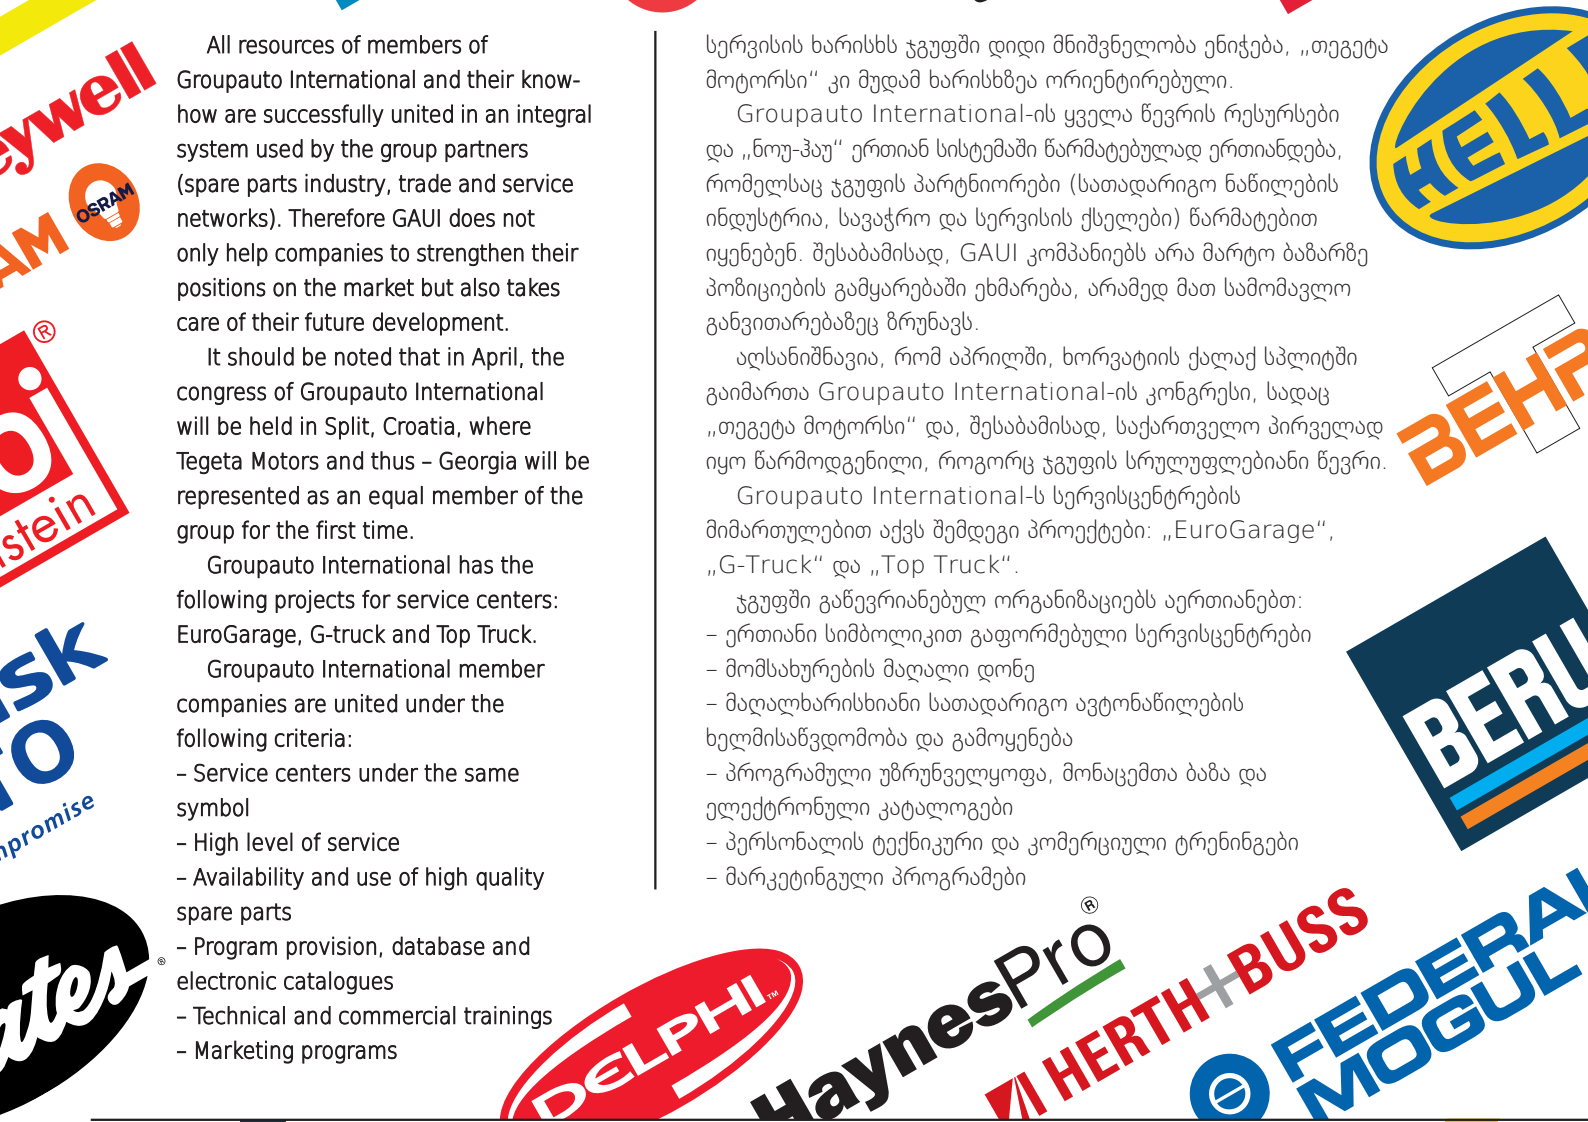 All resources of members of
Groupauto International and their know-
how are successfully united in an integral
system used by the group partners
(spare parts industry, trade and service
networks). Therefore GAUI does not
only help companies to strengthen their
positions on the market but also takes
care of their future development.
It should be noted that in April, the
congress of Groupauto International
will be held in Split, Croatia, where
Tegeta Motors and thus – Georgia will be
represented as an equal member of the
group for the first time.
Groupauto International has the
following projects for service centers:
EuroGarage, G-truck and Top Truck.
Groupauto International member
companies are united under the
following criteria:
– Service centers under the same
symbol
– High level of service
– Availability and use of high quality
spare parts
– Program provision, database and
electronic catalogues
– Technical and commercial trainings
– Marketing programs
სერვისის ხარისხს ჯგუფში დიდი მნიშვნელობა ენიჭება, „თეგეტა
მოტორსი“ კი მუდამ ხარისხზეა ორიენტირებული.
Groupauto International-ის ყველა წევრის რესურსები
და „ნოუ-ჰაუ“ ერთიან სისტემაში წარმატებულად ერთიანდება,
რომელსაც ჯგუფის პარტნიორები (სათადარიგო ნაწილების
ინდუსტრია, სავაჭრო და სერვისის ქსელები) წარმატებით
იყენებენ. შესაბამისად, GAUI კომპანიებს არა მარტო ბაზარზე
პოზიციების გამყარებაში ეხმარება, არამედ მათ სამომავლო
განვითარებაზეც ზრუნავს.
აღსანიშნავია, რომ აპრილში, ხორვატიის ქალაქ სპლიტში
გაიმართა Groupauto International-ის კონგრესი, სადაც
„თეგეტა მოტორსი“ და, შესაბამისად, საქართველო პირველად
იყო წარმოდგენილი, როგორც ჯგუფის სრულუფლებიანი წევრი.
Groupauto International-ს სერვისცენტრების
მიმართულებით აქვს შემდეგი პროექტები: „EuroGarage“,
„G-Truck“ და „Top Truck“.
ჯგუფში გაწევრიანებულ ორგანიზაციებს აერთიანებთ:
– ერთიანი სიმბოლიკით გაფორმებული სერვისცენტრები
– მომსახურების მაღალი დონე
– მაღალხარისხიანი სათადარიგო ავტონაწილების
ხელმისაწვდომობა და გამოყენება
– პროგრამული უზრუნველყოფა, მონაცემთა ბაზა და
ელექტრონული კატალოგები
– პერსონალის ტექნიკური და კომერციული ტრენინგები
– მარკეტინგული პროგრამები
OSRAM
BERU
DELPHI ™
HaynesPro ®
HERTH+BUSS
FEDERAL
MOGUL